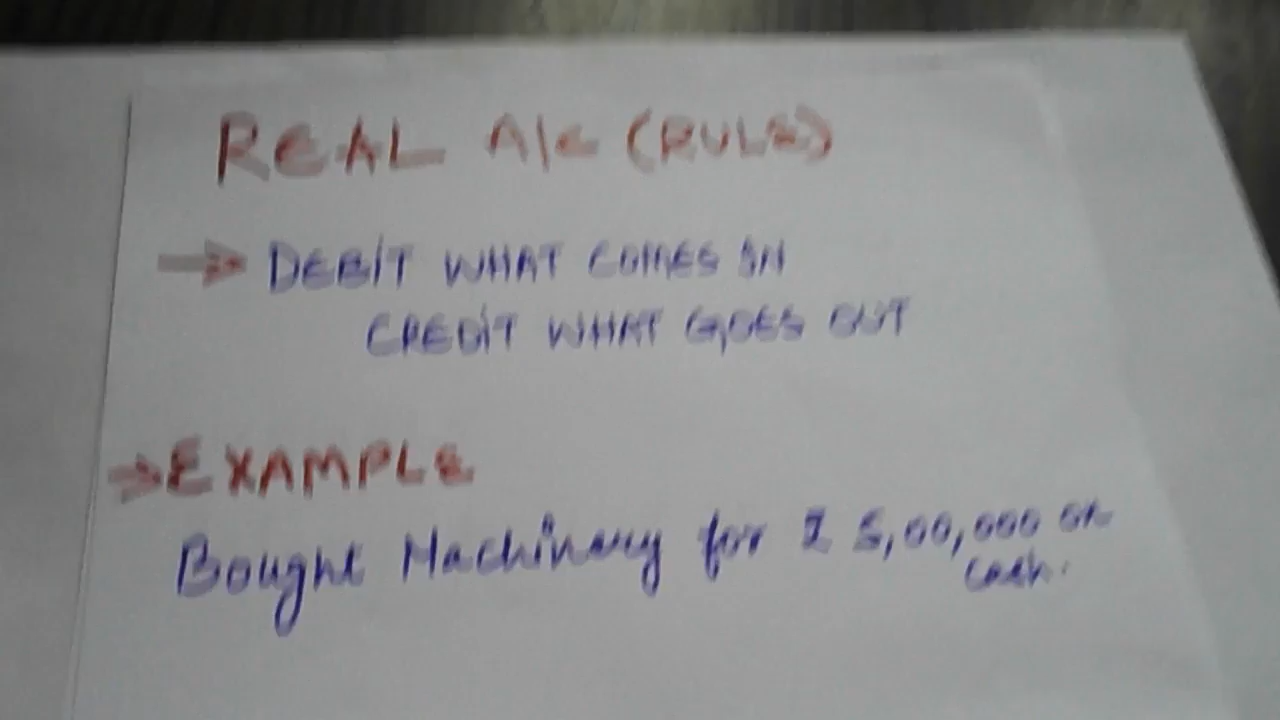 REAL A/c (RULE)
→ DEBIT WHAT COMES IN
CREDIT WHAT GOES OUT
→ EXAMPLE
Bought Machinery for ₹ 5,00,000 on
cash.